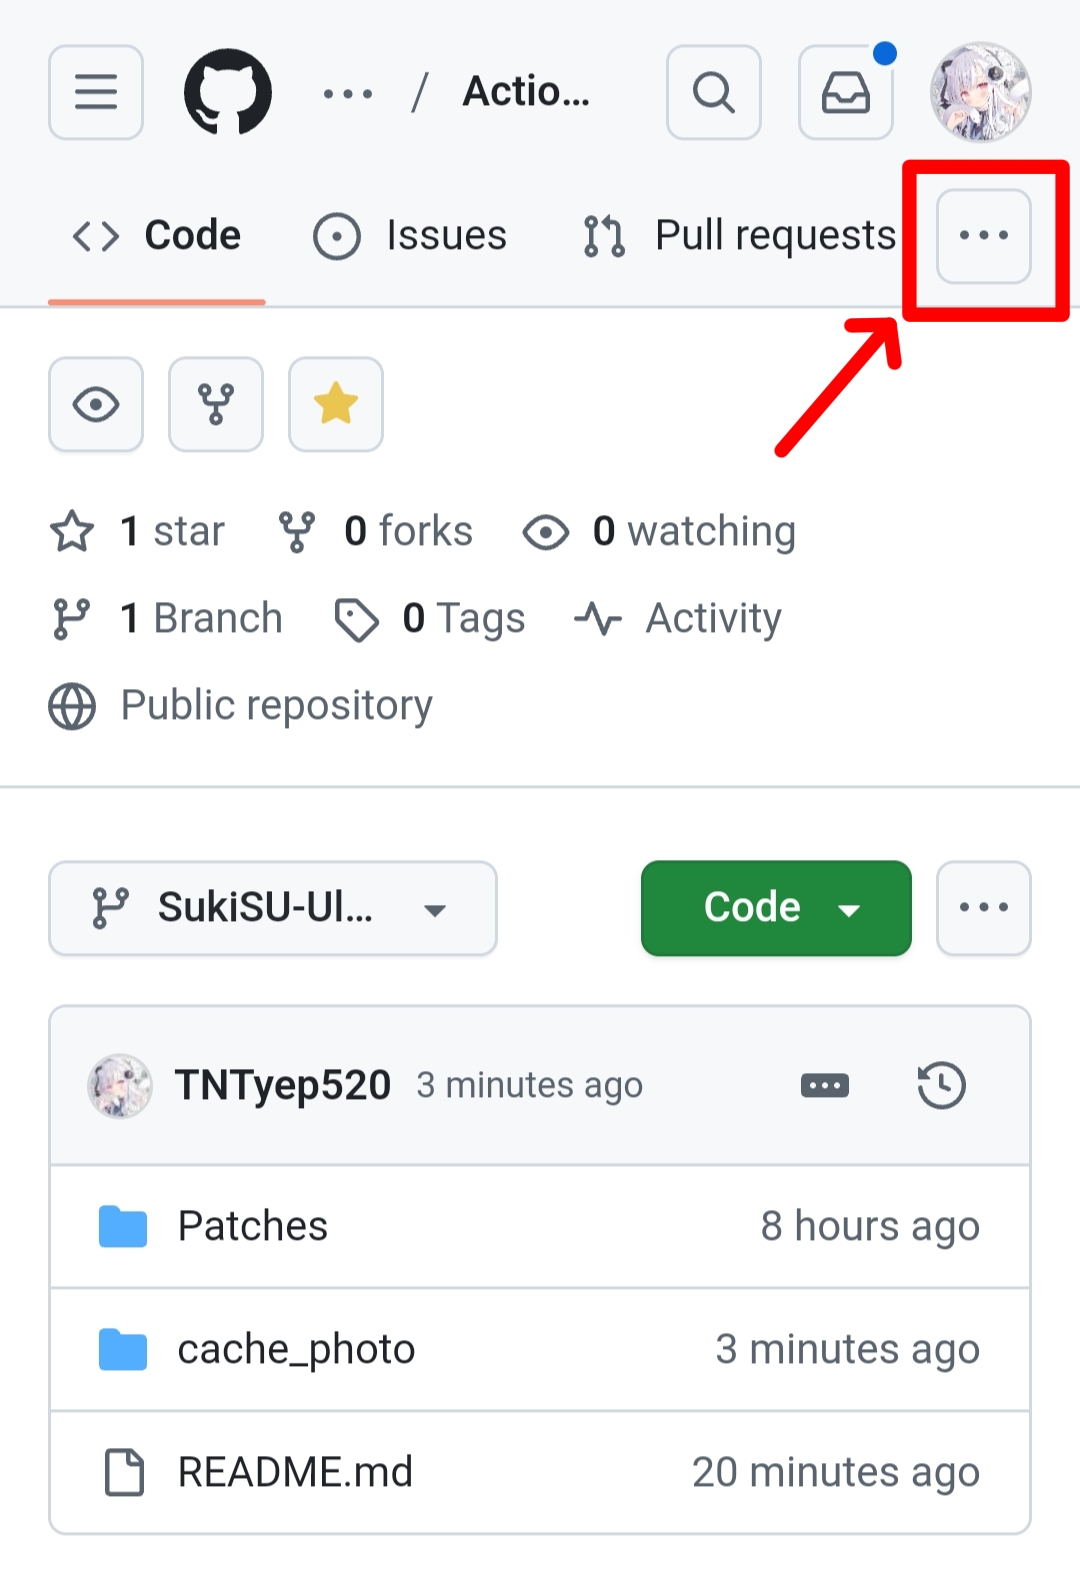 ... / Actio...
Code Issues Pull requests ...
1 star 0 forks 0 watching
1 Branch 0 Tags Activity
Public repository
SukiSU-Ul... Code ...
TNTyep520 3 minutes ago ...
Patches 8 hours ago
cache_photo 3 minutes ago
README.md 20 minutes ago